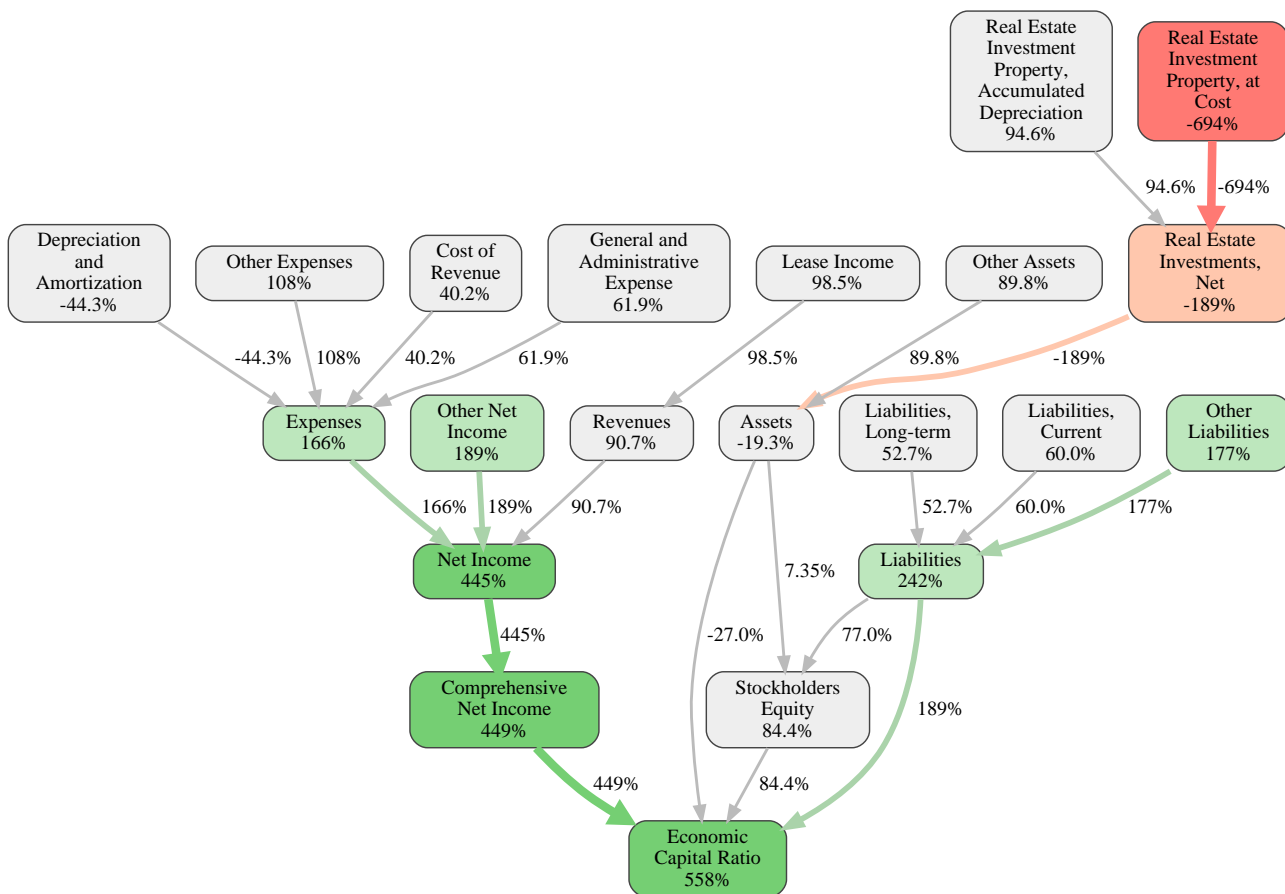 Real Estate
Investment
Property,
Accumulated
Depreciation
94.6%
Real Estate
Investment
Property, at
Cost
-694%
94.6%
-694%
Depreciation
and
Amortization
-44.3%
Other Expenses
108%
Cost of
Revenue
40.2%
General and
Administrative
Expense
61.9%
Lease Income
98.5%
Other Assets
89.8%
Real Estate
Investments,
Net
-189%
-44.3%
108%
40.2%
61.9%
98.5%
89.8%
-189%
Expenses
166%
Other Net
Income
189%
Revenues
90.7%
Assets
-19.3%
Liabilities,
Long-term
52.7%
Liabilities,
Current
60.0%
Other
Liabilities
177%
166%
189%
90.7%
52.7%
60.0%
177%
Net Income
445%
7.35%
Liabilities
242%
445%
-27.0%
77.0%
Comprehensive
Net Income
449%
Stockholders
Equity
84.4%
189%
449%
84.4%
Economic
Capital Ratio
558%